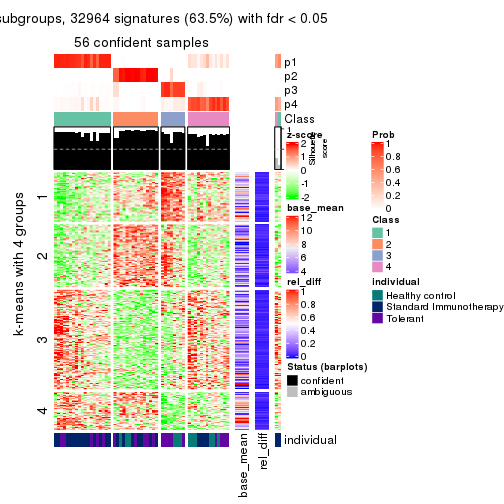 subgroups, 32964 signatures (63.5%) with fdr < 0.05
56 confident samples
p1
p2
p3
p4
Class
1
Silhouette
score
k-means with 4 groups
1
2
3
4
individual
base_mean
rel_diff
z-score
2
1
0
-1
-2
base_mean
12
10
8
6
4
rel_diff
1
0.8
0.6
0.4
0.2
0
Status (barplots)
confident
ambiguous
Prob
1
0.8
0.6
0.4
0.2
0
Class
1
2
3
4
individual
Healthy control
Standard Immunotherapy
Tolerant